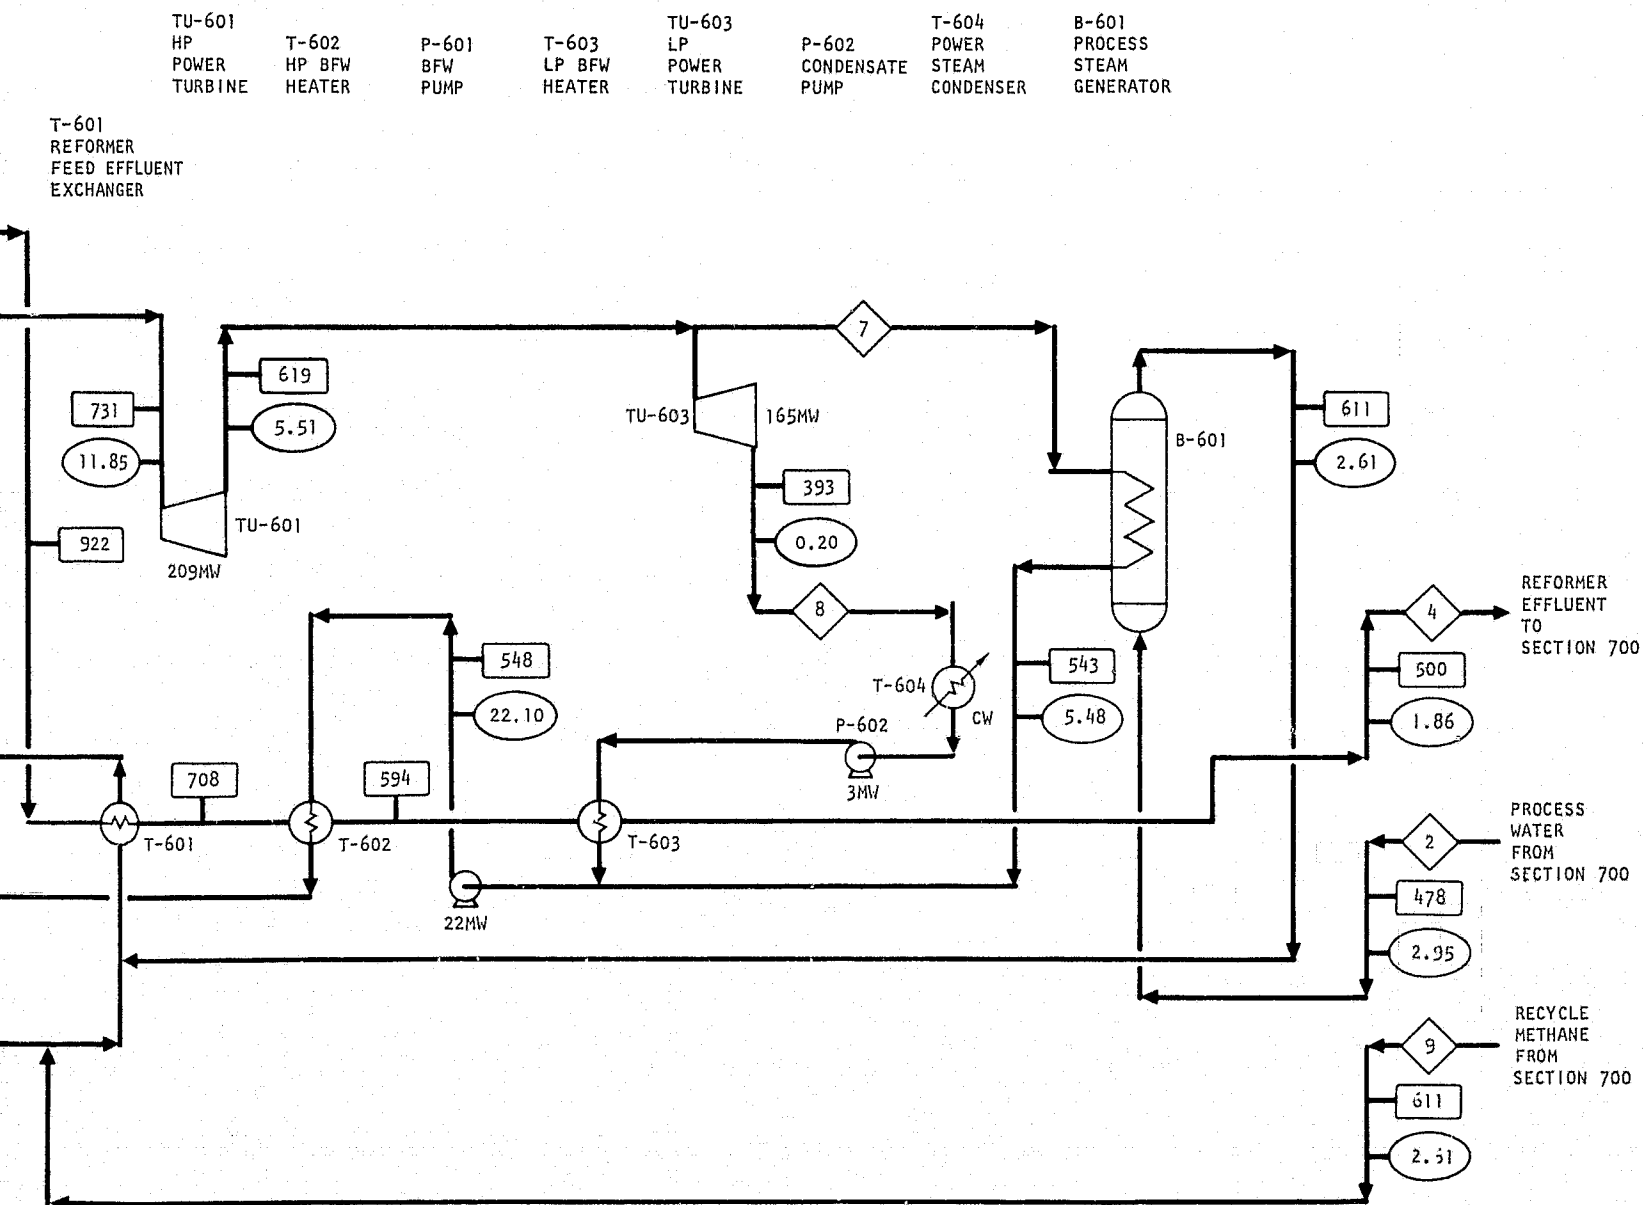 TU-601
HP
POWER
TURBINE
T-602
HP BFW
HEATER
P-601
BFW
PUMP
T-603
LP BFW
HEATER
TU-603
LP
POWER
TURBINE
P-602
CONDENSATE
PUMP
T-604
POWER
STEAM
CONDENSER
B-601
PROCESS
STEAM
GENERATOR
T-601
REFORMER
FEED EFFLUENT
EXCHANGER
7
619
731
5.51
11.85
TU-601
922
209MW
TU-603
165MW
393
0.20
8
B-601
611
2.61
4
REFORMER
EFFLUENT
TO
SECTION 700
500
1.86
548
22.10
T-604
CW
543
5.48
P-602
3MW
708
594
T-601
T-602
T-603
22MW
2
PROCESS
WATER
FROM
SECTION 700
478
2.95
9
RECYCLE
METHANE
FROM
SECTION 700
611